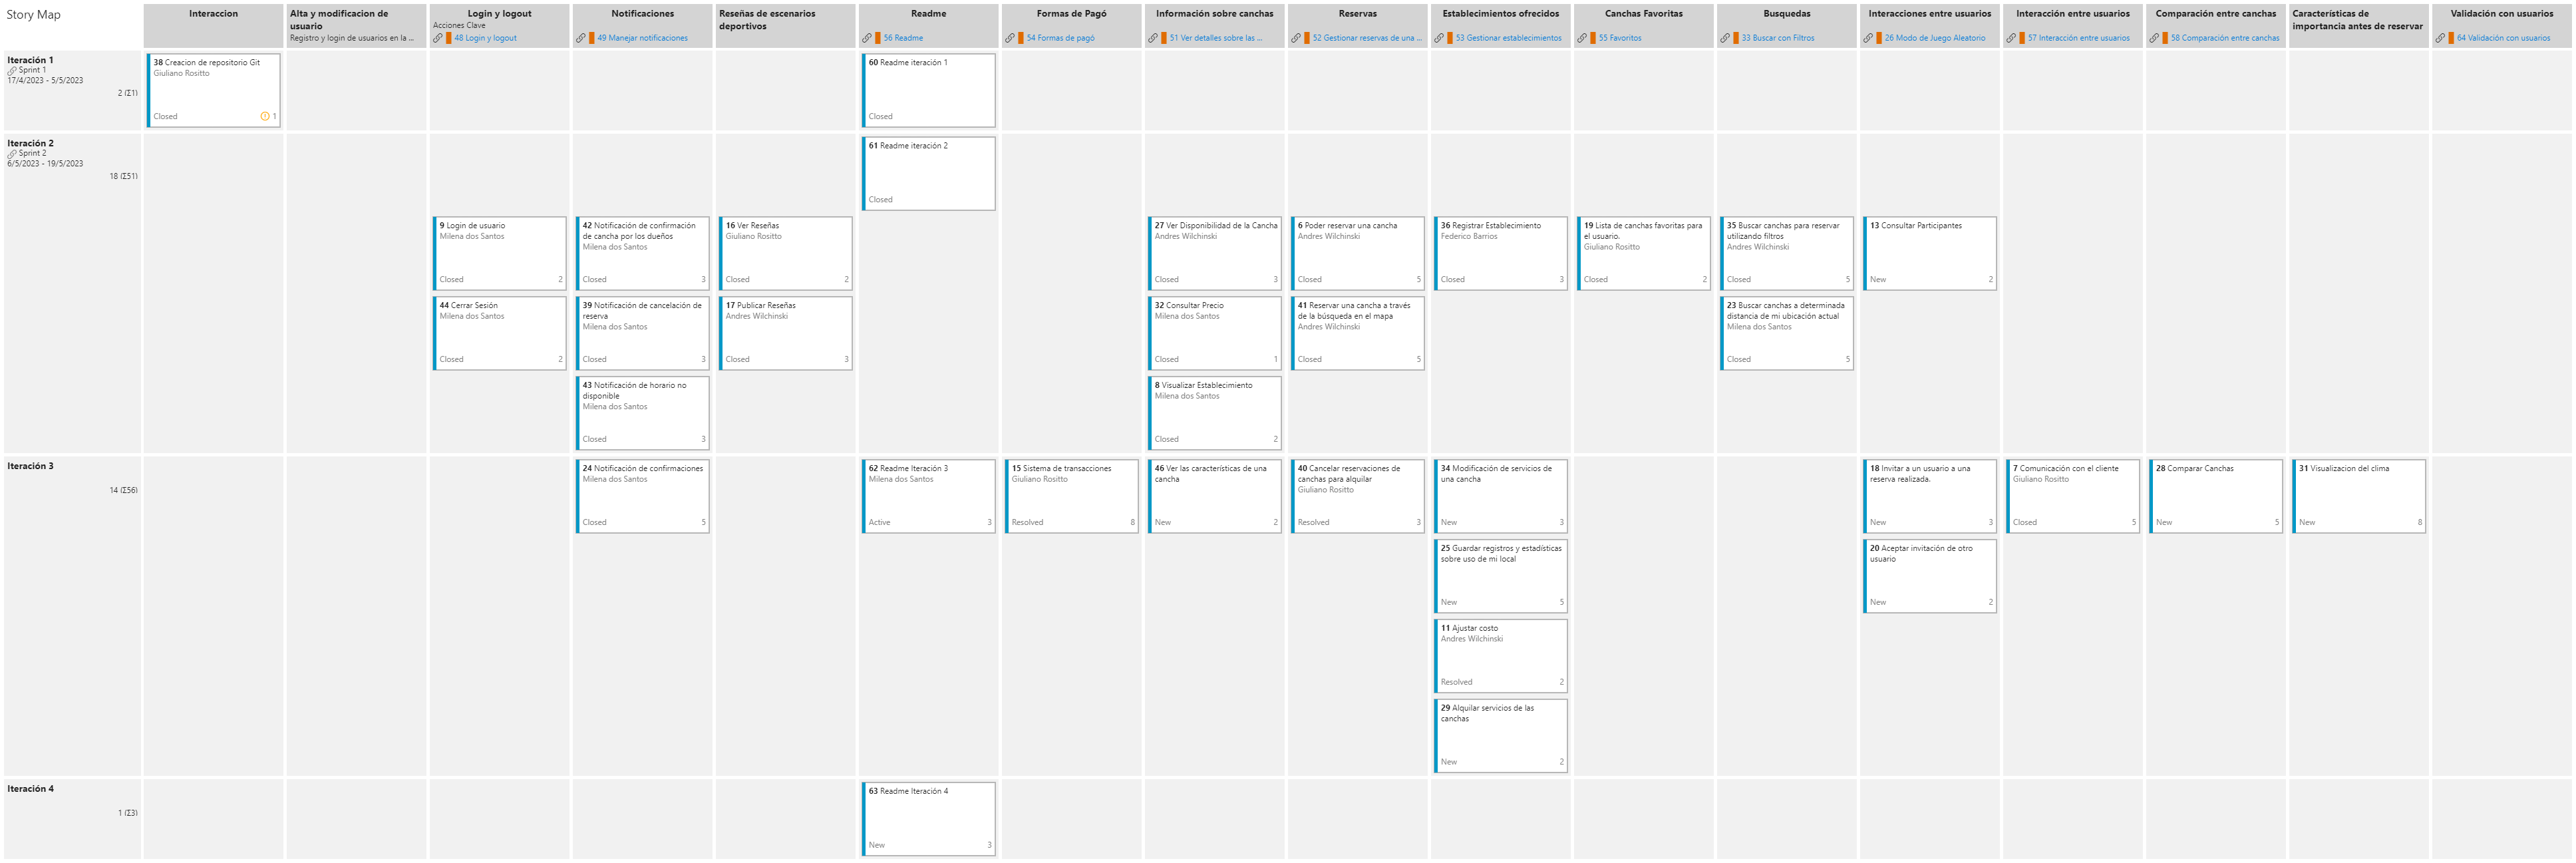 Story Map
Interaccion
Alta y modificacion de
usuario
Registro y login de usuarios en la ...
Login y logout
Acciones Clave
48 Login y logout
Notificaciones
49 Manejar notificaciones
Reseñas de escenarios
deportivos
Readme
56 Readme
Formas de Pagó
54 Formas de pagó
Información sobre canchas
51 Ver detalles sobre las ...
Reservas
52 Gestionar reservas de una ...
Establecimientos ofrecidos
53 Gestionar establecimientos
Canchas Favoritas
55 Favoritos
Busquedas
33 Buscar con Filtros
Interacciones entre usuarios
26 Modo de Juego Aleatorio
Interacción entre usuarios
57 Interacción entre usuarios
Comparación entre canchas
58 Comparación entre canchas
Características de
importancia antes de reservar
Validación con usuarios
64 Validación con usuarios
Iteración 1
Sprint 1
17/4/2023 - 5/5/2023
2 (Σ1)
38 Creacion de repositorio Git
Giuliano Rositto
Closed 1
60 Readme iteración 1
Closed
Iteración 2
Sprint 2
6/5/2023 - 19/5/2023
18 (Σ51)
61 Readme iteración 2
Closed
9 Login de usuario
Milena dos Santos
Closed 2
42 Notificación de confirmación
de cancha por los dueños
Milena dos Santos
Closed 3
16 Ver Reseñas
Giuliano Rositto
Closed 2
27 Ver Disponibilidad de la Cancha
Andres Wilchinski
Closed 3
6 Poder reservar una cancha
Andres Wilchinski
Closed 5
36 Registrar Establecimiento
Federico Barrios
Closed 3
19 Lista de canchas favoritas para
el usuario.
Giuliano Rositto
Closed 2
35 Buscar canchas para reservar
utilizando filtros
Andres Wilchinski
Closed 5
13 Consultar Participantes
New 2
44 Cerrar Sesión
Milena dos Santos
Closed 2
39 Notificación de cancelación de
reserva
Milena dos Santos
Closed 3
17 Publicar Reseñas
Andres Wilchinski
Closed 3
32 Consultar Precio
Milena dos Santos
Closed 1
41 Reservar una cancha a través
de la búsqueda en el mapa
Andres Wilchinski
Closed 5
23 Buscar canchas a determinada
distancia de mi ubicación actual
Milena dos Santos
Closed 5
43 Notificación de horario no
disponible
Milena dos Santos
Closed 3
8 Visualizar Establecimiento
Milena dos Santos
Closed 2
Iteración 3
14 (Σ56)
24 Notificación de confirmaciones
Milena dos Santos
Closed 5
62 Readme Iteración 3
Milena dos Santos
Active 3
15 Sistema de transacciones
Giuliano Rositto
Resolved 8
46 Ver las características de una
cancha
New 2
40 Cancelar reservaciones de
canchas para alquilar
Giuliano Rositto
Resolved 3
34 Modificación de servicios de
una cancha
New 3
18 Invitar a un usuario a una
reserva realizada.
New 3
7 Comunicación con el cliente
Giuliano Rositto
Closed 5
28 Comparar Canchas
New 5
31 Visualizacion del clima
New 8
25 Guardar registros y estadísticas
sobre uso de mi local
New 5
20 Aceptar invitación de otro
usuario
New 2
11 Ajustar costo
Andres Wilchinski
Resolved 2
29 Alquilar servicios de las
canchas
New 2
Iteración 4
1 (Σ3)
63 Readme Iteración 4
New 3